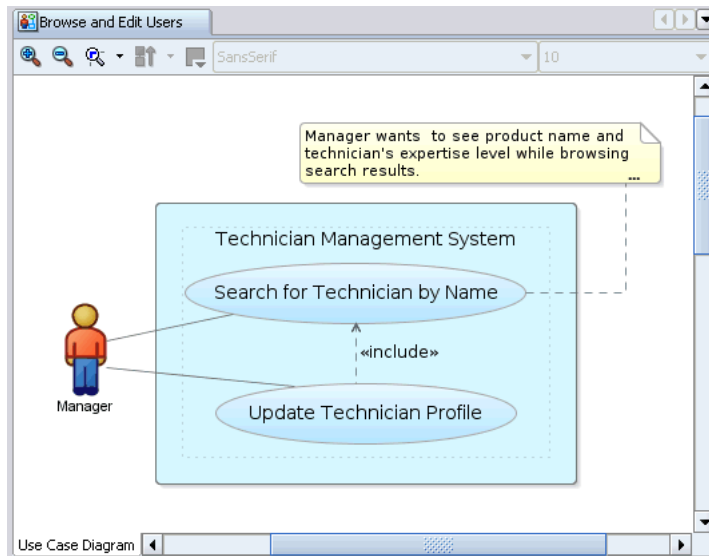 Browse and Edit Users
SansSerif
10
Manager wants to see product name and
technician's expertise level while browsing
search results.
...
Technician Management System
Search for Technician by Name
«include»
Manager
Update Technician Profile
Use Case Diagram